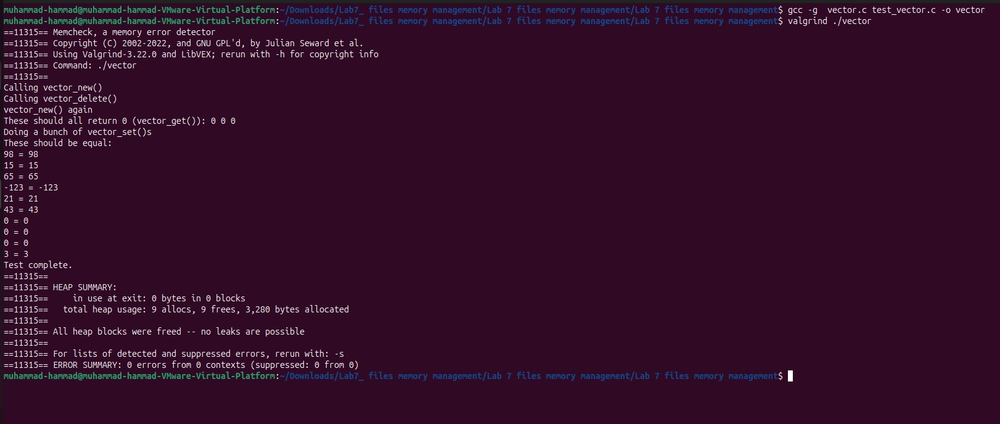 muhammad-hammad@muhammad-hammad-VMware-Virtual-Platform:~/Downloads/Lab7_ files memory management/Lab 7 files memory management/Lab 7 files memory management$ gcc -g  vector.c test_vector.c -o vector
muhammad-hammad@muhammad-hammad-VMware-Virtual-Platform:~/Downloads/Lab7_ files memory management/Lab 7 files memory management/Lab 7 files memory management$ valgrind ./vector
==11315== Memcheck, a memory error detector
==11315== Copyright (C) 2002-2022, and GNU GPL'd, by Julian Seward et al.
==11315== Using Valgrind-3.22.0 and LibVEX; rerun with -h for copyright info
==11315== Command: ./vector
==11315==
Calling vector_new()
Calling vector_delete()
vector_new() again
These should all return 0 (vector_get()): 0 0 0
Doing a bunch of vector_set()s
These should be equal:
98 = 98
15 = 15
65 = 65
-123 = -123
21 = 21
43 = 43
0 = 0
0 = 0
0 = 0
3 = 3
Test complete.
==11315==
==11315== HEAP SUMMARY:
==11315==     in use at exit: 0 bytes in 0 blocks
==11315==   total heap usage: 9 allocs, 9 frees, 3,280 bytes allocated
==11315==
==11315== All heap blocks were freed -- no leaks are possible
==11315==
==11315== For lists of detected and suppressed errors, rerun with: -s
==11315== ERROR SUMMARY: 0 errors from 0 contexts (suppressed: 0 from 0)
muhammad-hammad@muhammad-hammad-VMware-Virtual-Platform:~/Downloads/Lab7_ files memory management/Lab 7 files memory management/Lab 7 files memory management$